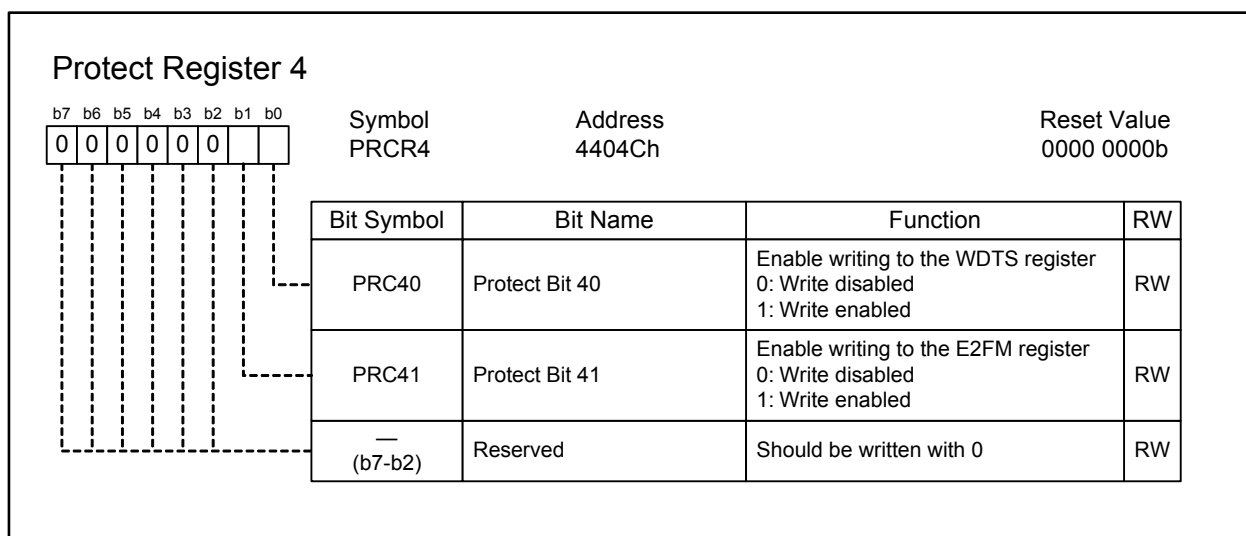 Protect Register 4
b7 b6 b5 b4 b3 b2 b1 b0
0 0 0 0 0 0
Symbol Address Reset Value
PRCR4 4404Ch 0000 0000b
Bit Symbol Bit Name Function RW
PRC40 Protect Bit 40 Enable writing to the WDTS register
0: Write disabled
1: Write enabled RW
PRC41 Protect Bit 41 Enable writing to the E2FM register
0: Write disabled
1: Write enabled RW
—
(b7-b2) Reserved Should be written with 0 RW